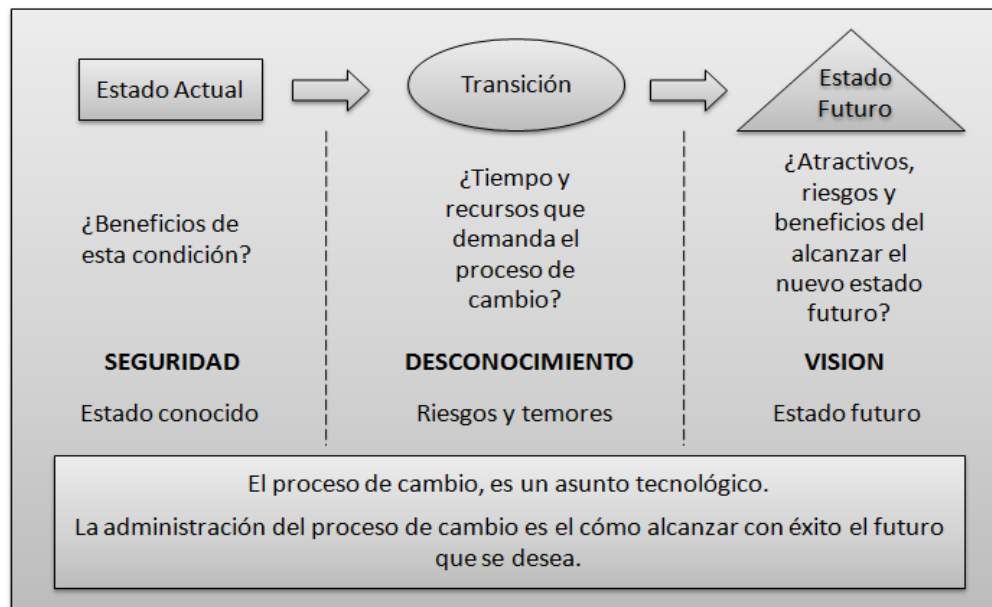 Estado Actual
Transición
Estado
Futuro
¿Beneficios de
esta condición?
¿Tiempo y
recursos que
demanda el
proceso de
cambio?
¿Atractivos,
riesgos y
beneficios del
alcanzar el
nuevo estado
futuro?
SEGURIDAD
DESCONOCIMIENTO
VISION
Estado conocido
Riesgos y temores
Estado futuro
El proceso de cambio, es un asunto tecnológico.
La administración del proceso de cambio es el cómo alcanzar con éxito el futuro
que se desea.